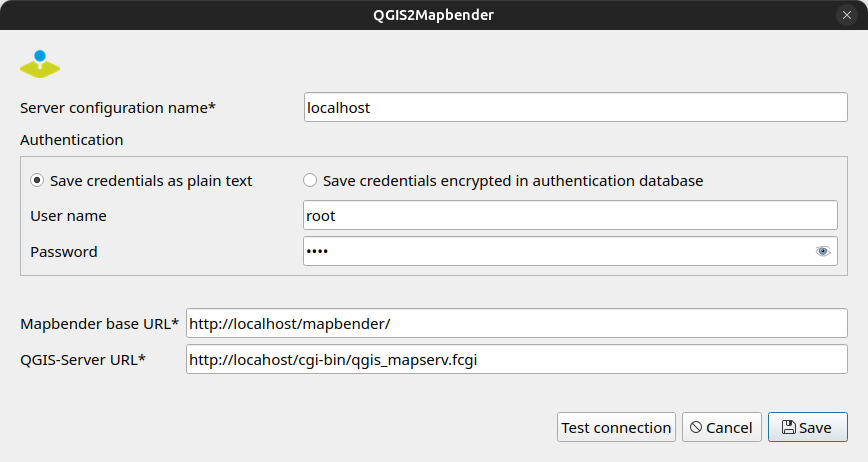 QGIS2Mapbender
Server configuration name* localhost
Authentication
Save credentials as plain text Save credentials encrypted in authentication database
User name root
Password ••••
Mapbender base URL* http://localhost/mapbender/
QGIS-Server URL* http://locahost/cgi-bin/qgis_mapserv.fcgi
Test connection Cancel Save